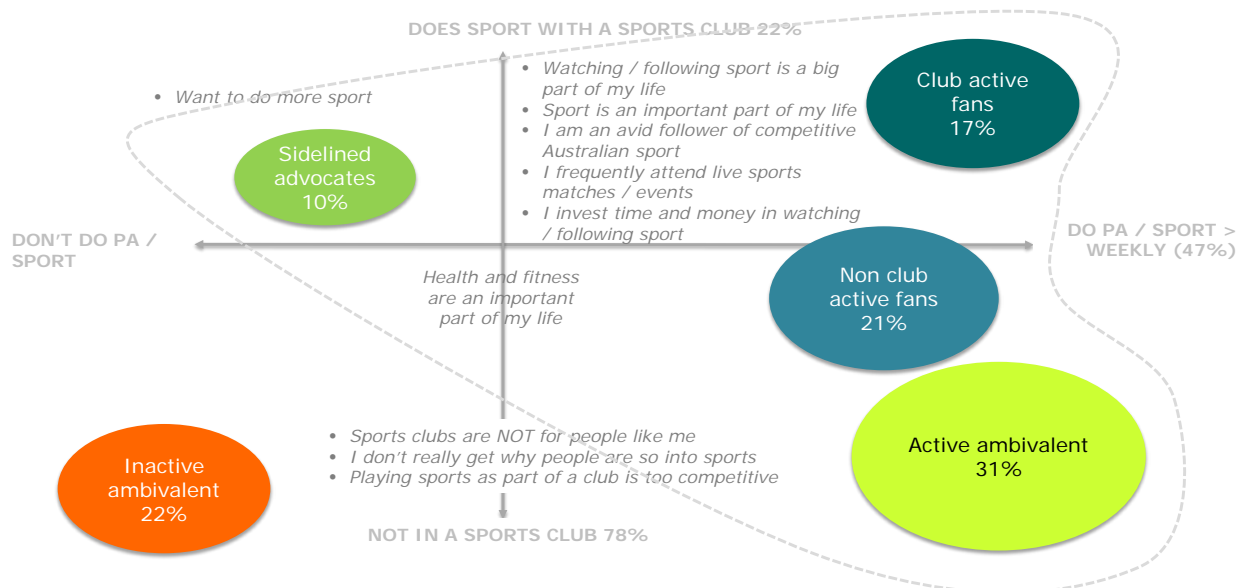 DOES SPORT WITH A SPORTS CLUB 22%
• Want to do more sport
• Watching / following sport is a big
part of my life
• Sport is an important part of my life
• I am an avid follower of competitive
Australian sport
• I frequently attend live sports
matches / events
• I invest time and money in watching
/ following sport
Club active
fans
17%
Sidelined
advocates
10%
DON'T DO PA /
SPORT
DO PA / SPORT >
WEEKLY (47%)
Health and fitness
are an important
part of my life
Non club
active fans
21%
Inactive
ambivalent
22%
• Sports clubs are NOT for people like me
• I don't really get why people are so into sports
• Playing sports as part of a club is too competitive
Active ambivalent
31%
NOT IN A SPORTS CLUB 78%